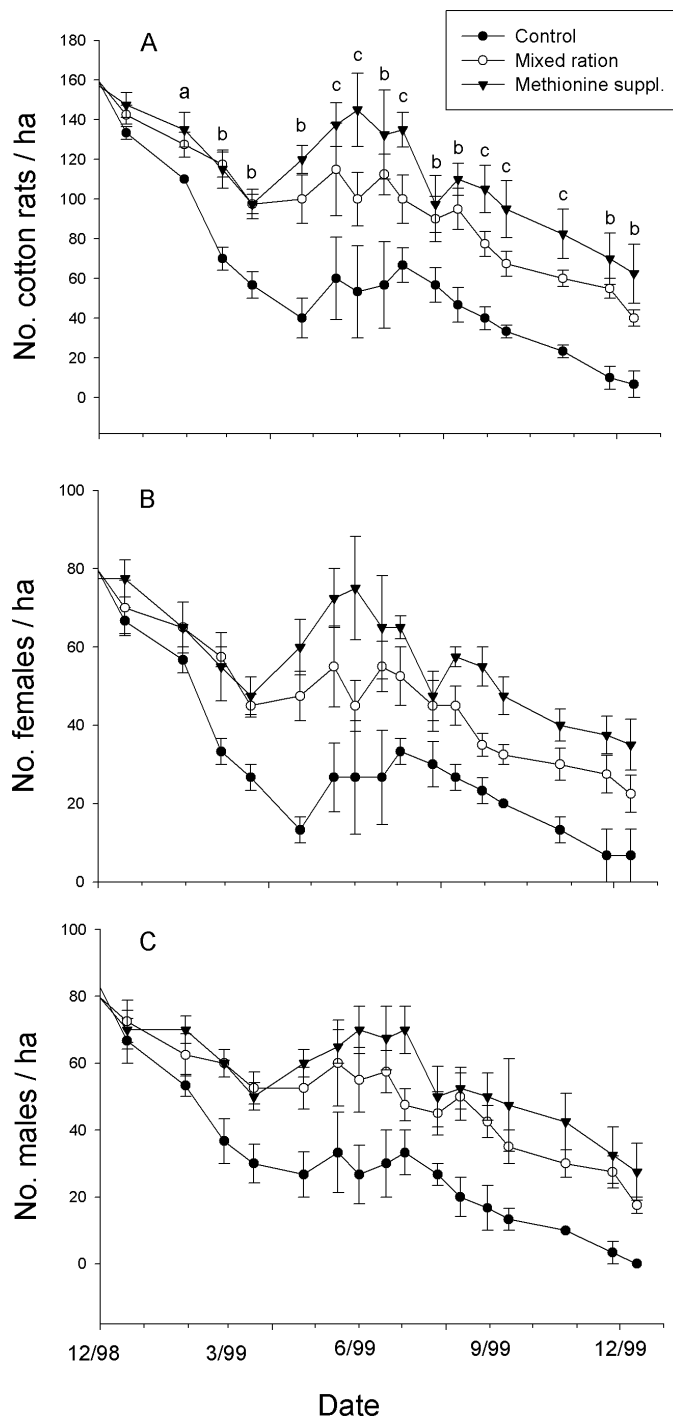 Control
Mixed ration
Methionine suppl.
A
180
160
140
120
100
80
60
40
20
0
No. cotton rats / ha
a
b
b
b
c
c
b
c
b
b
c
c
c
b
b
B
100
80
60
40
20
0
No. females / ha
C
100
80
60
40
20
0
No. males / ha
12/98 3/99 6/99 9/99 12/99
Date